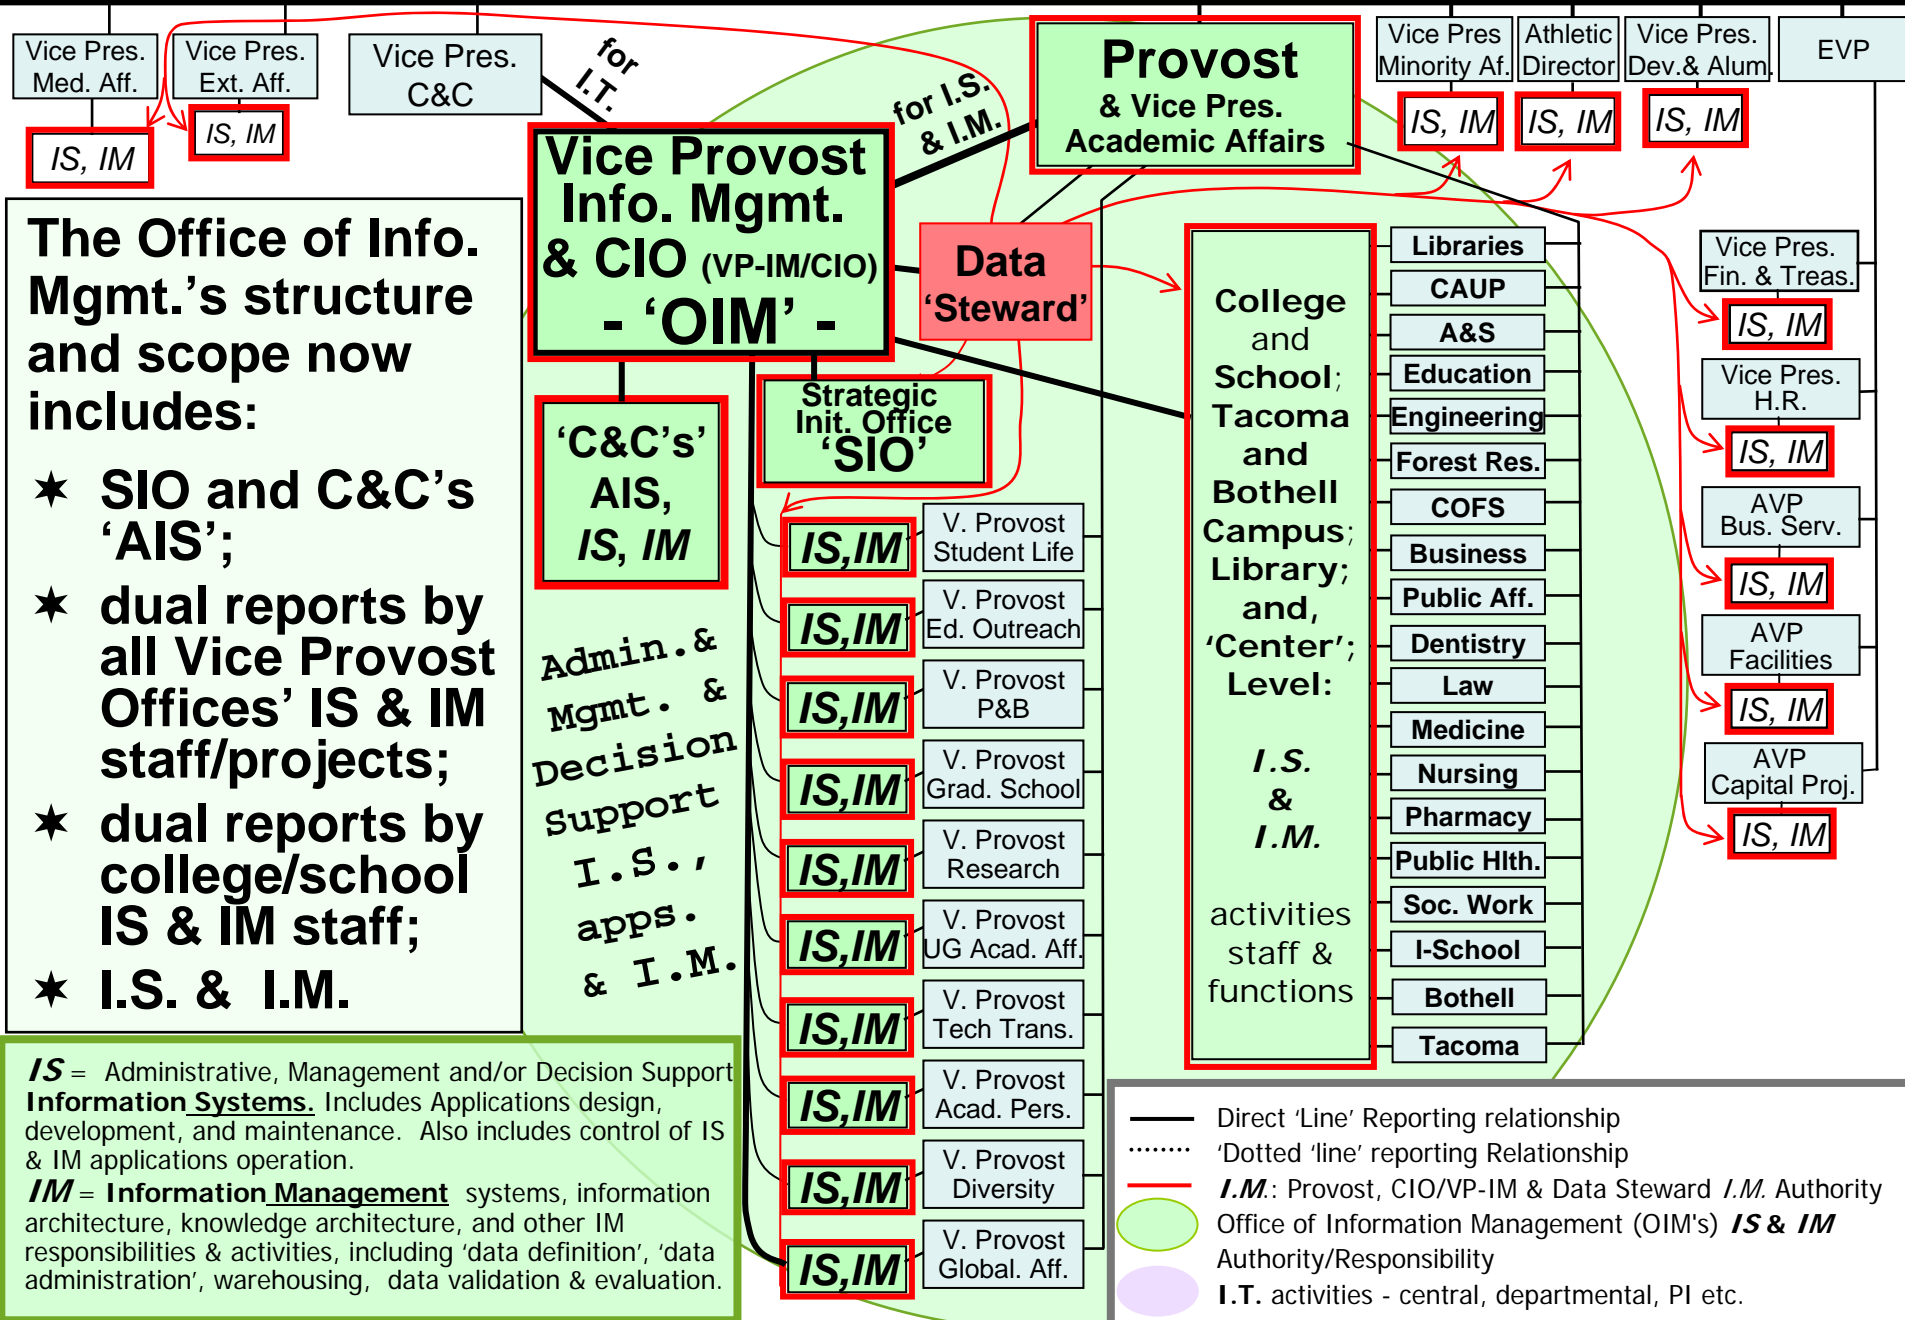 Vice Pres.
Med. Aff.
IS, IM
Vice Pres.
Ext. Aff.
IS, IM
Vice Pres.
C&C
for
I.T.
for I.S.
& I.M.
Provost
& Vice Pres.
Academic Affairs
Vice Pres
Minority Af.
IS, IM
Athletic
Director
IS, IM
Vice Pres.
Dev.& Alum.
IS, IM
EVP
Vice Provost
Info. Mgmt.
& CIO (VP-IM/CIO)
- ‘OIM’ -
Data
‘Steward’
The Office of Info.
Mgmt.’s structure
and scope now
includes:
✶ SIO and C&C’s
‘AIS’;
✶ dual reports by
all Vice Provost
Offices’ IS & IM
staff/projects;
✶ dual reports by
college/school
IS & IM staff;
✶ I.S. & I.M.
‘C&C’s’
AIS,
IS, IM
Strategic
Init. Office
‘SIO’
Admin.&
Mgmt. &
Decision
Support
I.S.,
apps.
& I.M.
IS,IM
V. Provost
Student Life
IS,IM
V. Provost
Ed. Outreach
IS,IM
V. Provost
P&B
IS,IM
V. Provost
Grad. School
IS,IM
V. Provost
Research
IS,IM
V. Provost
UG Acad. Aff.
IS,IM
V. Provost
Tech Trans.
IS,IM
V. Provost
Acad. Pers.
IS,IM
V. Provost
Diversity
IS,IM
V. Provost
Global. Aff.
College
and
School;
Tacoma
and
Bothell
Campus;
Library;
and,
‘Center’;
Level:
I.S.
&
I.M.
activities
staff &
functions
Libraries
CAUP
A&S
Education
Engineering
Forest Res.
COFS
Business
Public Aff.
Dentistry
Law
Medicine
Nursing
Pharmacy
Public Hlth.
Soc. Work
I-School
Bothell
Tacoma
Vice Pres.
Fin. & Treas.
IS, IM
Vice Pres.
H.R.
IS, IM
AVP
Bus. Serv.
IS, IM
AVP
Facilities
IS, IM
AVP
Capital Proj.
IS, IM
IS = Administrative, Management and/or Decision Support
Information Systems. Includes Applications design,
development, and maintenance. Also includes control of IS
& IM applications operation.
IM = Information Management systems, information
architecture, knowledge architecture, and other IM
responsibilities & activities, including ‘data definition’, ‘data
administration’, warehousing, data validation & evaluation.
Direct ‘Line’ Reporting relationship
‘Dotted ‘line’ reporting Relationship
I.M.: Provost, CIO/VP-IM & Data Steward I.M. Authority
Office of Information Management (OIM's) IS & IM
Authority/Responsibility
I.T. activities - central, departmental, PI etc.